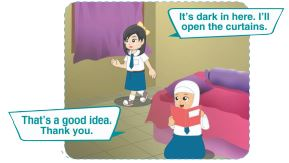 It's dark in here. I'll
open the curtains.
That's a good idea.
Thank you.